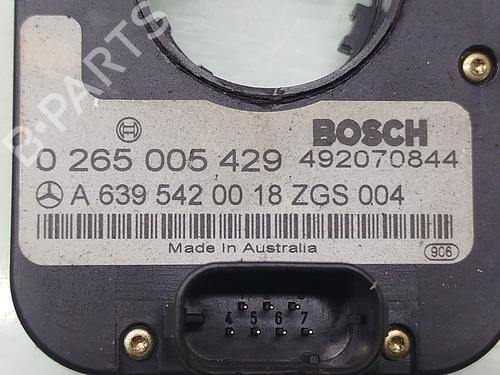 B-PARTS
BOSCH
0 265 005 429 492070844
A 639 542 00 18 ZGS 004
Made In Australia
906
4 5 6 7